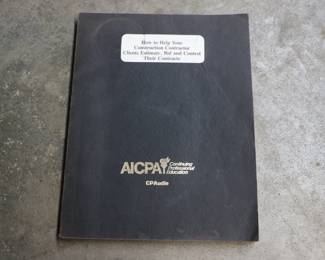 How to Help Your
Construction Contractor
Clients Estimate, Bid and Control
Their Contracts
AICPA Continuing
Professional
Education
CPAudio